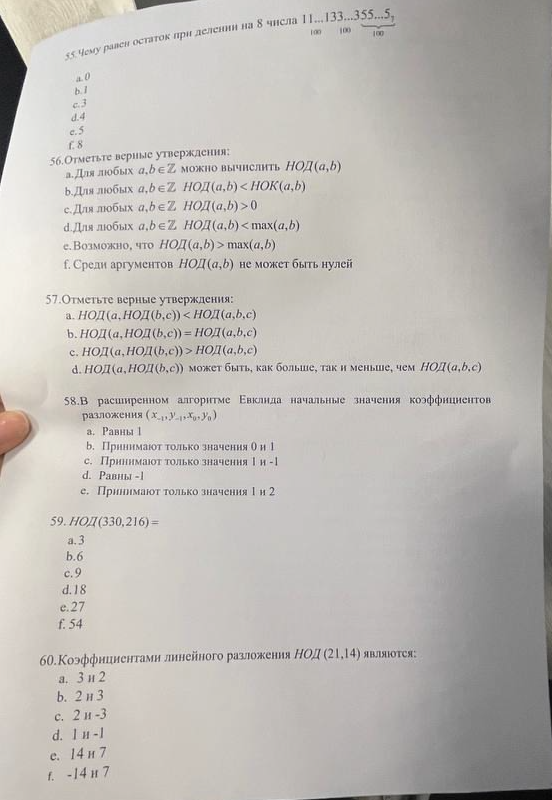 55. Чему равен остаток при делении на 8 числа 11...133...355...5₇
100 100 100
a. 0
b. 1
c. 3
d. 4
e. 5
f. 8
56. Отметьте верные утверждения:
a. Для любых a,b∈ℤ можно вычислить НОД(a,b)
b. Для любых a,b∈ℤ НОД(a,b) < НОК(a,b)
c. Для любых a,b∈ℤ НОД(a,b) > 0
d. Для любых a,b∈ℤ НОД(a,b) < max(a,b)
e. Возможно, что НОД(a,b) > max(a,b)
f. Среди аргументов НОД(a,b) не может быть нулей
57. Отметьте верные утверждения:
a. НОД(a, НОД(b,c)) < НОД(a,b,c)
b. НОД(a, НОД(b,c)) = НОД(a,b,c)
c. НОД(a, НОД(b,c)) > НОД(a,b,c)
d. НОД(a, НОД(b,c)) может быть, как больше, так и меньше, чем НОД(a,b,c)
58. В расширенном алгоритме Евклида начальные значения коэффициентов
разложения (x₋₁, y₋₁, x₀, y₀)
a. Равны 1
b. Принимают только значения 0 и 1
c. Принимают только значения 1 и -1
d. Равны -1
e. Принимают только значения 1 и 2
59. НОД(330,216) =
a. 3
b. 6
c. 9
d. 18
e. 27
f. 54
60. Коэффициентами линейного разложения НОД (21,14) являются:
a. 3 и 2
b. 2 и 3
c. 2 и -3
d. 1 и -1
e. 14 и 7
f. -14 и 7